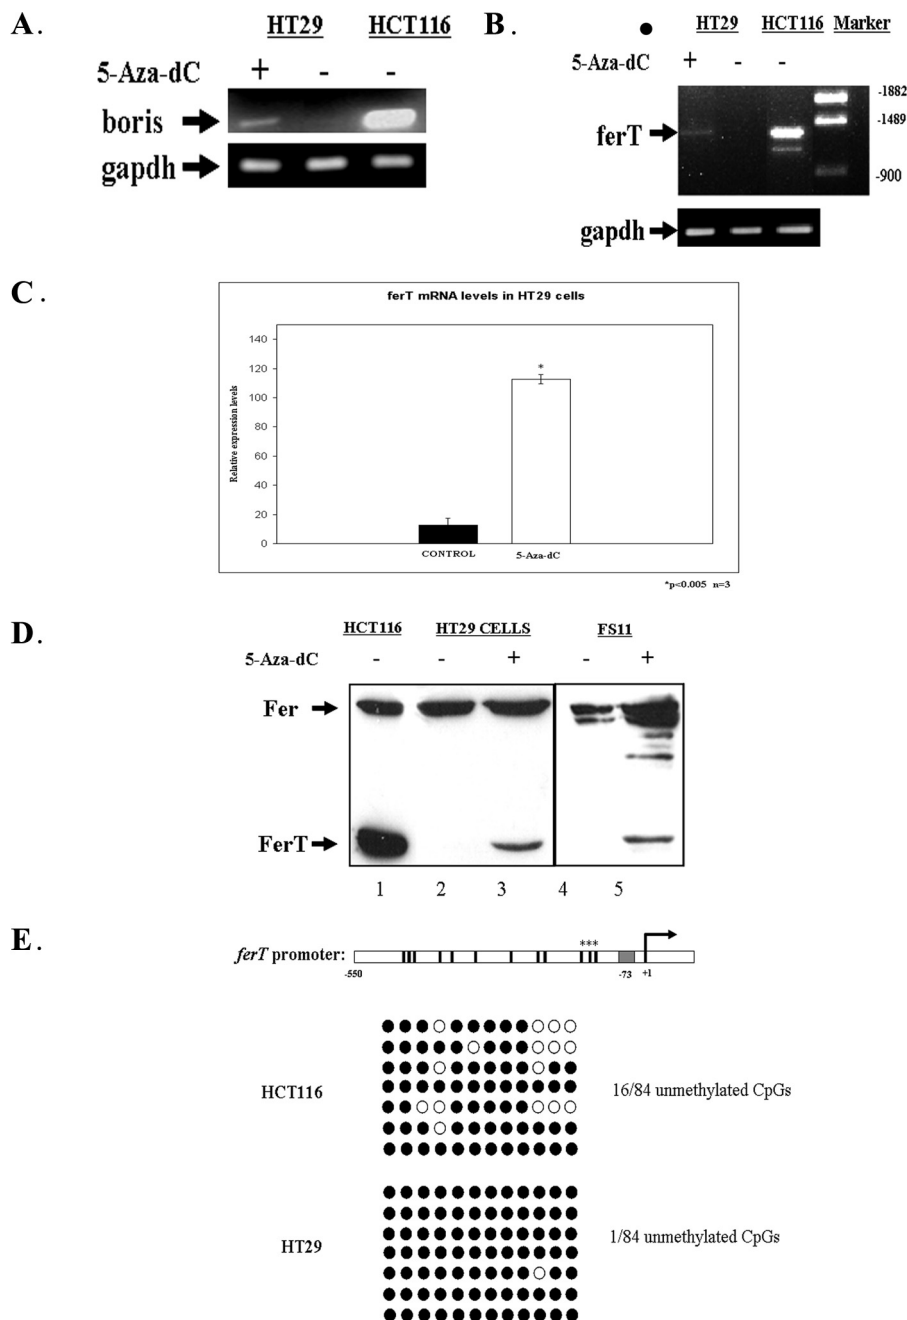 A.
HT29 HCT116
5-Aza-dC + - -
boris
gapdh
B.
HT29 HCT116 Marker
5-Aza-dC + - -
ferT
-1882
-1489
-900
gapdh
C.
ferT mRNA levels in HT29 cells
Relative expression levels
140
120
100
80
60
40
20
0
*
CONTROL 5-Aza-dC
*p<0.005 n=3
D.
HCT116 HT29 CELLS FS11
5-Aza-dC - - + - +
Fer
FerT
1 2 3 4 5
E.
***
ferT promoter:
-550 -73 +1
HCT116
16/84 unmethylated CpGs
HT29
1/84 unmethylated CpGs